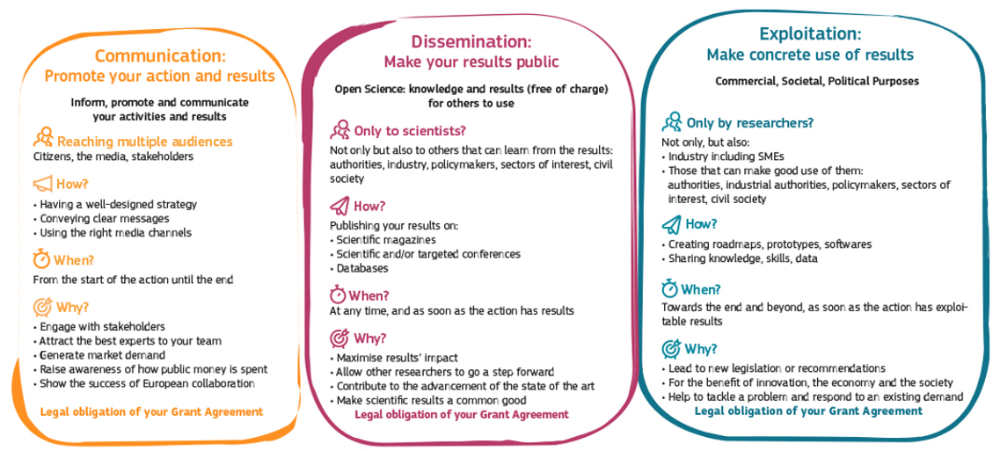 Communication:
Promote your action and results
Inform, promote and communicate
your activities and results
Reaching multiple audiences
Citizens, the media, stakeholders
How?
• Having a well-designed strategy
• Conveying clear messages
• Using the right media channels
When?
From the start of the action until the end
Why?
• Engage with stakeholders
• Attract the best experts to your team
• Generate market demand
• Raise awareness of how public money is spent
• Show the success of European collaboration
Legal obligation of your Grant Agreement
Dissemination:
Make your results public
Open Science: knowledge and results (free of charge)
for others to use
Only to scientists?
Not only but also to others that can learn from the results:
authorities, industry, policymakers, sectors of interest, civil
society
How?
Publishing your results on:
• Scientific magazines
• Scientific and/or targeted conferences
• Databases
When?
At any time, and as soon as the action has results
Why?
• Maximise results' impact
• Allow other researchers to go a step forward
• Contribute to the advancement of the state of the art
• Make scientific results a common good
Legal obligation of your Grant Agreement
Exploitation:
Make concrete use of results
Commercial, Societal, Political Purposes
Only by researchers?
Not only, but also:
• Industry including SMEs
• Those that can make good use of them:
authorities, industrial authorities, policymakers, sectors of
interest, civil society
How?
• Creating roadmaps, prototypes, softwares
• Sharing knowledge, skills, data
When?
Towards the end and beyond, as soon as the action has exploi-
table results
Why?
• Lead to new legislation or recommendations
• For the benefit of innovation, the economy and the society
• Help to tackle a problem and respond to an existing demand
Legal obligation of your Grant Agreement